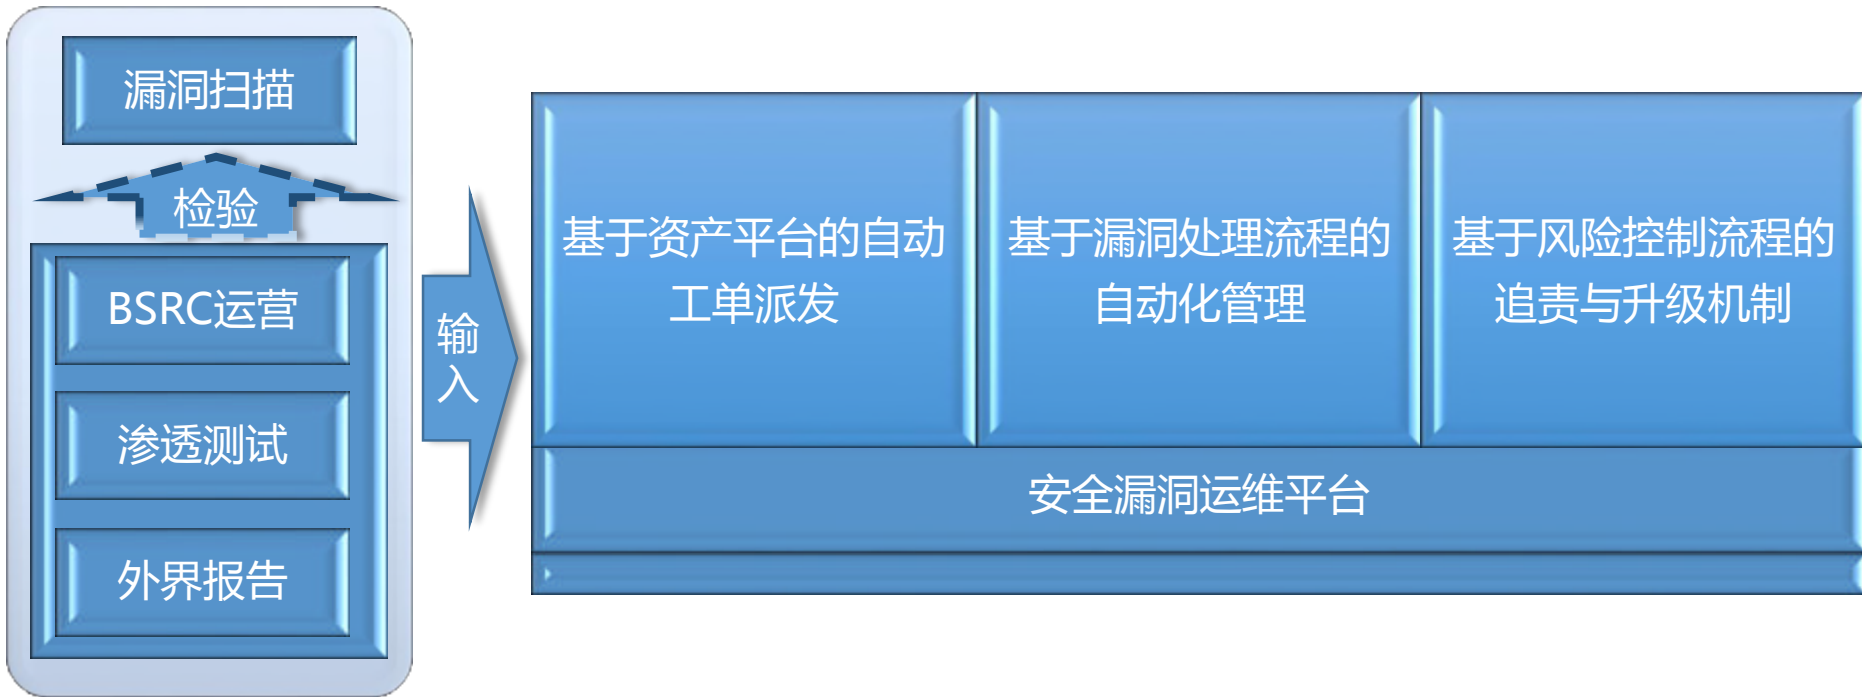 漏洞扫描
检验
BSRC运营
渗透测试
外界报告
输
入
基于资产平台的自动
工单派发
基于漏洞处理流程的
自动化管理
基于风险控制流程的
追责与升级机制
安全漏洞运维平台